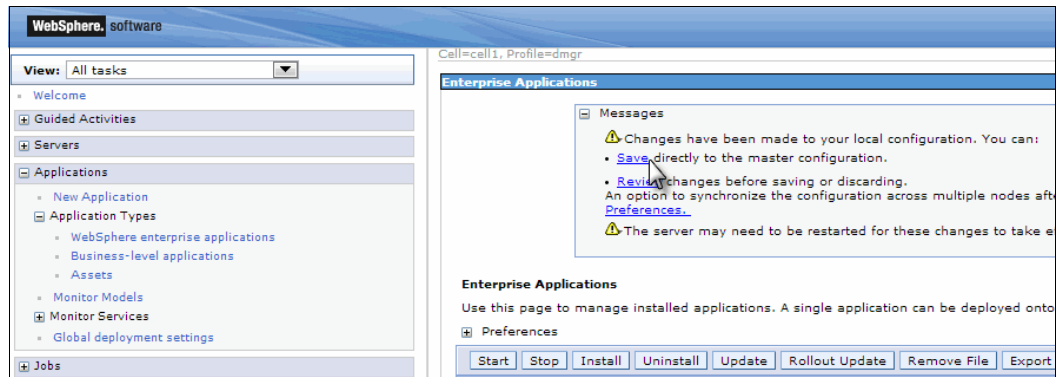 WebSphere. software
View: All tasks
Welcome
Guided Activities
Servers
Applications
New Application
Application Types
WebSphere enterprise applications
Business-level applications
Assets
Monitor Models
Monitor Services
Global deployment settings
Jobs
Cell=cell1, Profile=dmgr
Enterprise Applications
Messages
Changes have been made to your local configuration. You can:
Save directly to the master configuration.
Review changes before saving or discarding.
An option to synchronize the configuration across multiple nodes afte
Preferences.
The server may need to be restarted for these changes to take e
Enterprise Applications
Use this page to manage installed applications. A single application can be deployed onto
Preferences
Start Stop Install Uninstall Update Rollout Update Remove File Export